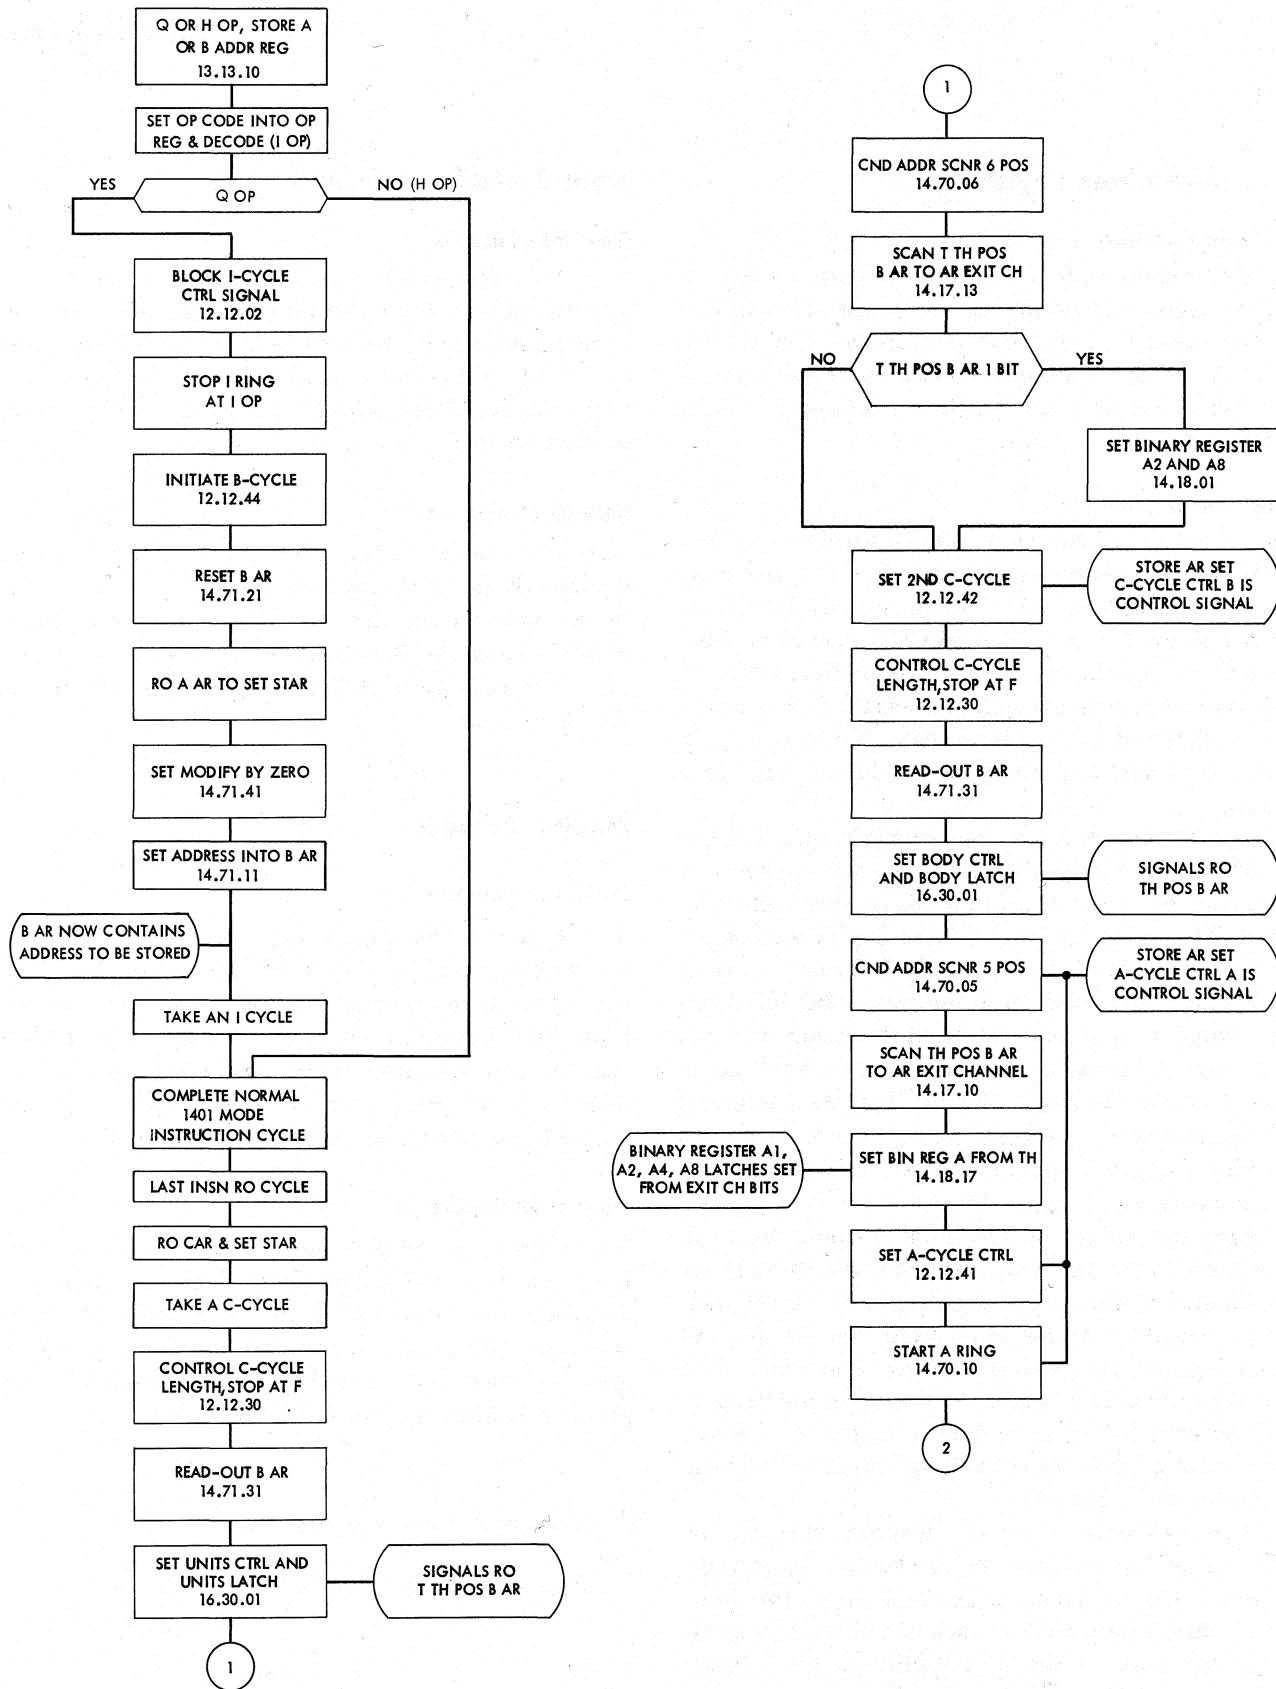 Q OR H OP, STORE A
OR B ADDR REG
13.13.10
SET OP CODE INTO OP
REG & DECODE (I OP)
YES
Q OP
NO (H OP)
BLOCK I-CYCLE
CTRL SIGNAL
12.12.02
STOP I RING
AT I OP
INITIATE B-CYCLE
12.12.44
RESET B AR
14.71.21
RO A AR TO SET STAR
SET MODIFY BY ZERO
14.71.41
SET ADDRESS INTO B AR
14.71.11
B AR NOW CONTAINS
ADDRESS TO BE STORED
TAKE AN I CYCLE
COMPLETE NORMAL
1401 MODE
INSTRUCTION CYCLE
LAST INSN RO CYCLE
RO CAR & SET STAR
TAKE A C-CYCLE
CONTROL C-CYCLE
LENGTH, STOP AT F
12.12.30
READ-OUT B AR
14.71.31
SET UNITS CTRL AND
UNITS LATCH
16.30.01
SIGNALS RO
T TH POS B AR
1
1
CND ADDR SCNR 6 POS
14.70.06
SCAN T TH POS
B AR TO AR EXIT CH
14.17.13
NO
T TH POS B AR 1 BIT
YES
SET BINARY REGISTER
A2 AND A8
14.18.01
SET 2ND C-CYCLE
12.12.42
STORE AR SET
C-CYCLE CTRL B IS
CONTROL SIGNAL
CONTROL C-CYCLE
LENGTH, STOP AT F
12.12.30
READ-OUT B AR
14.71.31
SET BODY CTRL
AND BODY LATCH
16.30.01
SIGNALS RO
TH POS B AR
CND ADDR SCNR 5 POS
14.70.05
STORE AR SET
A-CYCLE CTRL A IS
CONTROL SIGNAL
SCAN TH POS B AR
TO AR EXIT CHANNEL
14.17.10
BINARY REGISTER A1,
A2, A4, A8 LATCHES SET
FROM EXIT CH BITS
SET BIN REG A FROM TH
14.18.17
SET A-CYCLE CTRL
12.12.41
START A RING
14.70.10
2